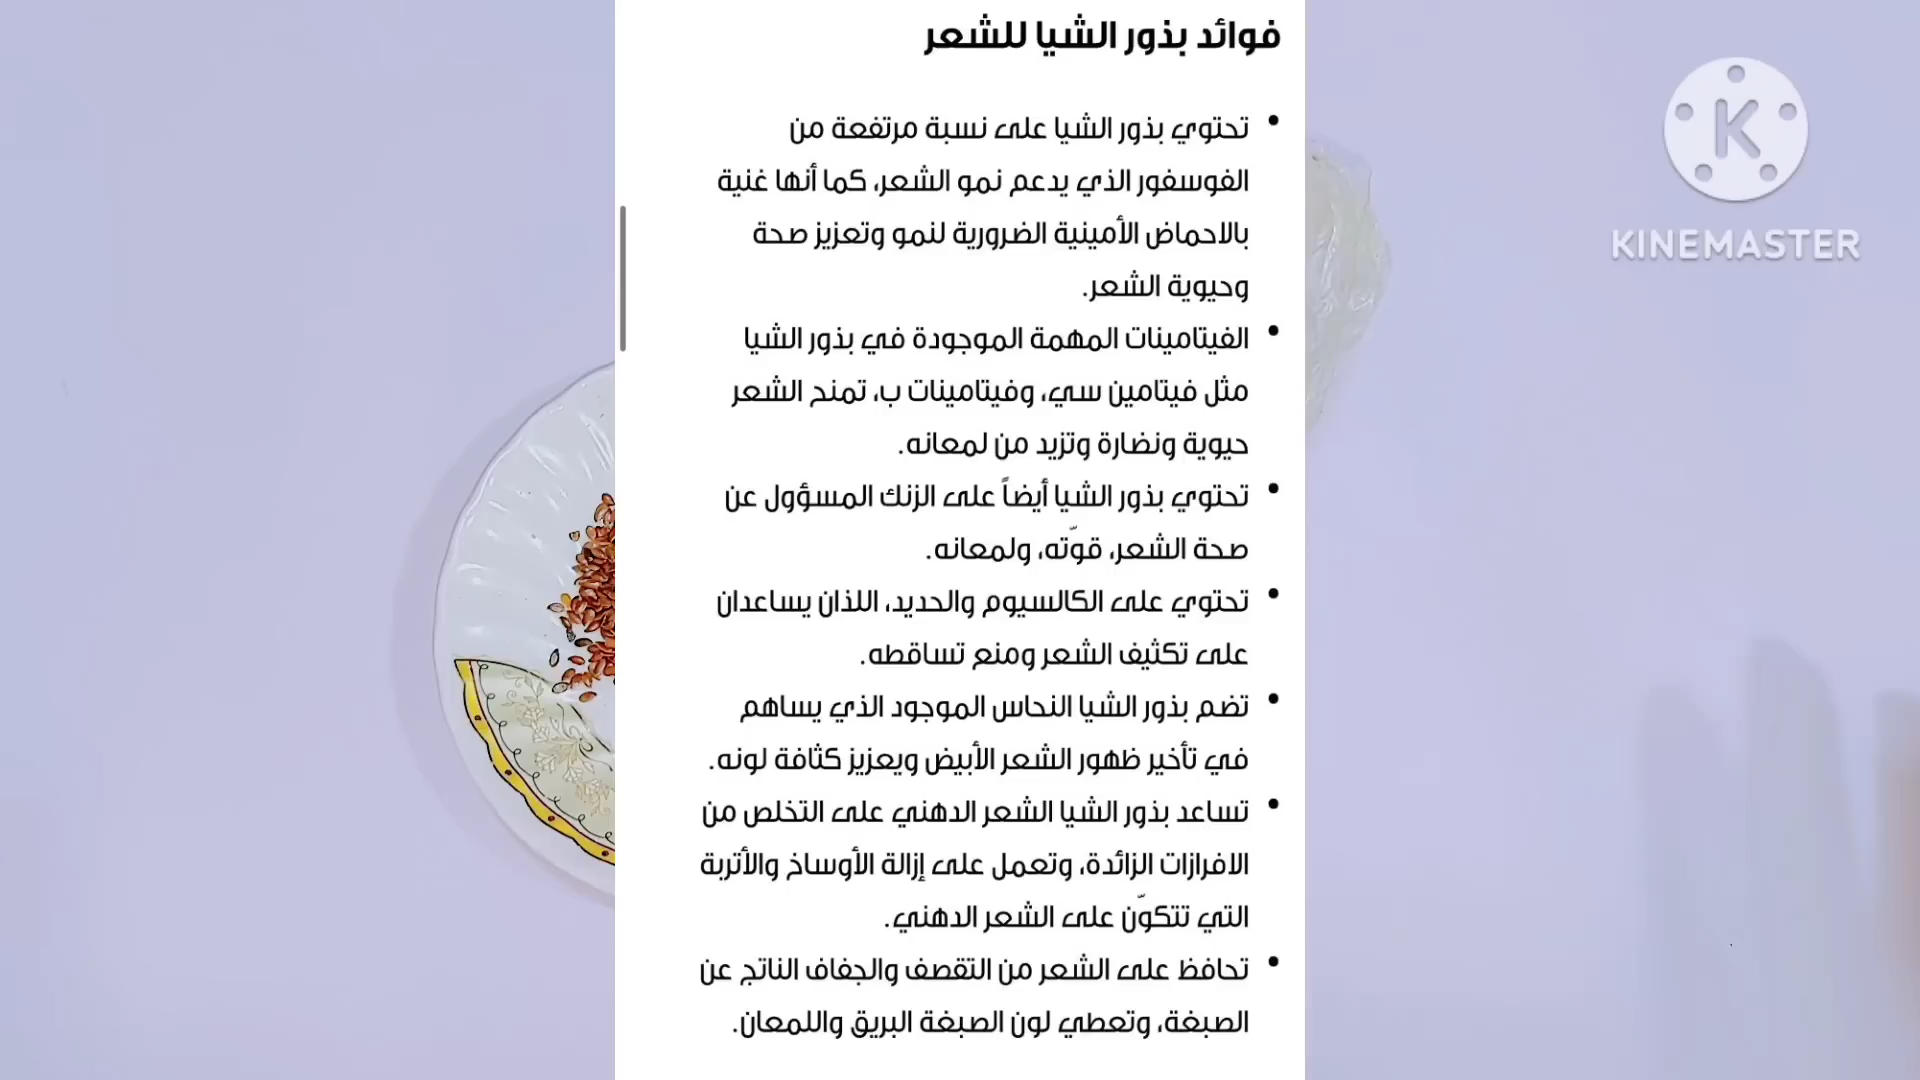 فوائد بذور الشيا للشعر
• تحتوي بذور الشيا على نسبة مرتفعة من
الفوسفور الذي يدعم نمو الشعر، كما أنها غنية
بالاحماض الأمينية الضرورية لنمو وتعزيز صحة
وحيوية الشعر.
• الفيتامينات المهمة الموجودة في بذور الشيا
مثل فيتامين سي، وفيتامينات ب، تمنح الشعر
حيوية ونضارة وتزيد من لمعانه.
• تحتوي بذور الشيا أيضاً على الزنك المسؤول عن
صحة الشعر، قوّته، ولمعانه.
• تحتوي على الكالسيوم والحديد، اللذان يساعدان
على تكثيف الشعر ومنع تساقطه.
• تضم بذور الشيا النحاس الموجود الذي يساهم
في تأخير ظهور الشعر الأبيض ويعزيز كثافة لونه.
• تساعد بذور الشيا الشعر الدهني على التخلص من
الافرازات الزائدة، وتعمل على إزالة الأوساخ والأتربة
التي تتكوّن على الشعر الدهني.
• تحافظ على الشعر من التقصف والجفاف الناتج عن
الصبغة، وتعطي لون الصبغة البريق واللمعان.
K
KINEMASTER